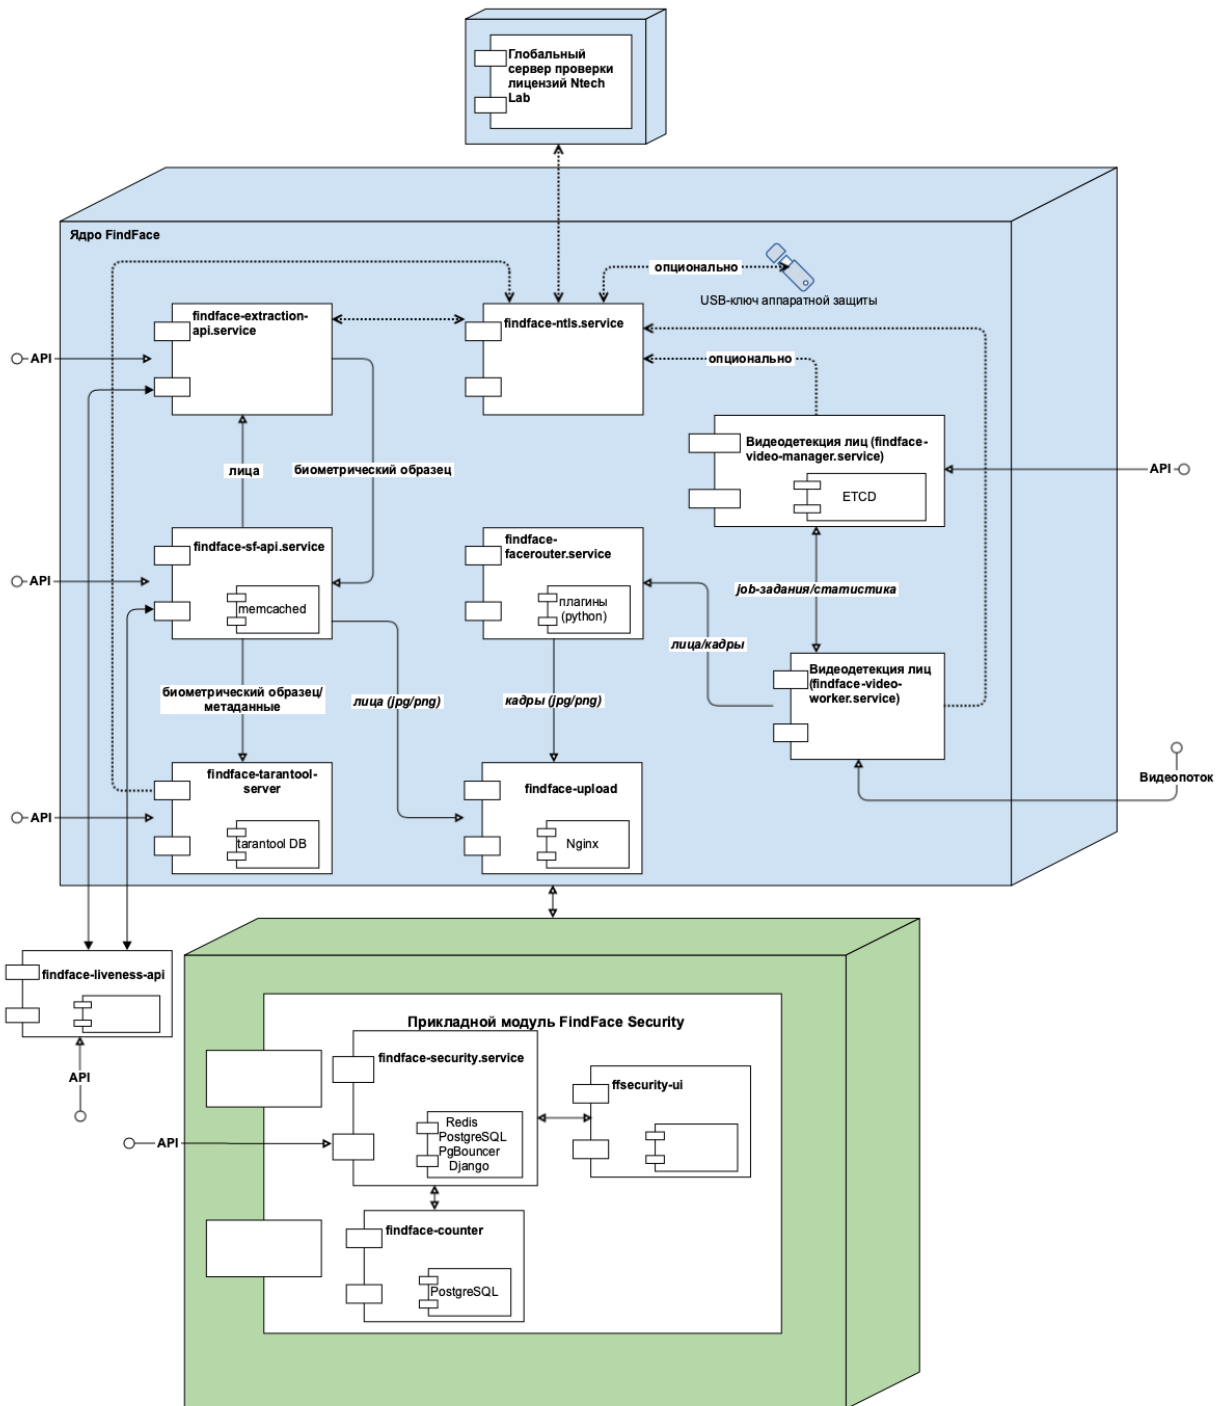 Глобальный
сервер проверки
лицензий Ntech
Lab
Ядро FindFace
опционально
USB-ключ аппаратной защиты
findface-extraction-
api.service
findface-ntls.service
API
опционально
Видеодетекция лиц (findface-
video-manager.service)
ETCD
API
лица
биометрический образец
findface-sf-api.service
memcached
API
findface-
facerouter.service
плагины
(python)
job-задания/статистика
лица/кадры
Видеодетекция лиц
(findface-video-
worker.service)
биометрический образец/
метаданные
лица (jpg/png)
кадры (jpg/png)
findface-tarantool-
server
tarantool DB
API
findface-upload
Nginx
Видеопоток
findface-liveness-api
API
Прикладной модуль FindFace Security
findface-security.service
Redis
PostgreSQL
PgBouncer
Django
API
ffsecurity-ui
findface-counter
PostgreSQL